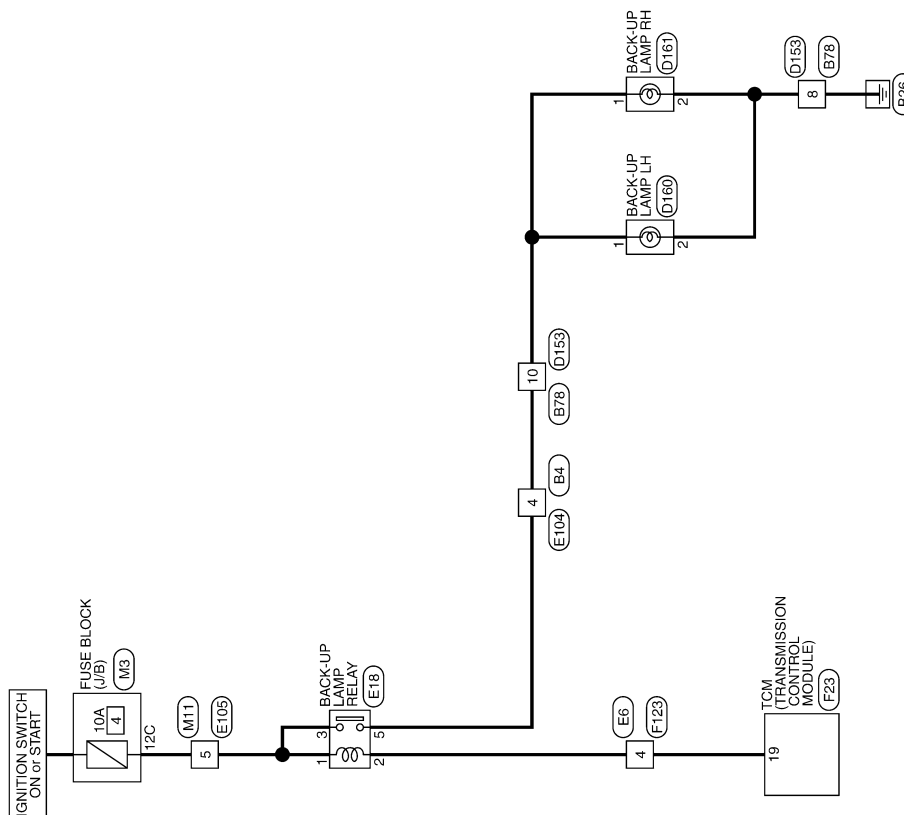 IGNITION SWITCH
ON or START
FUSE BLOCK
(J/B)
M3
10A
4
12C
M11
5
E105
BACK-UP
LAMP
RELAY
E18
1
3
2
5
E6
4
F123
TCM
(TRANSMISSION
CONTROL
MODULE)
F23
19
4
E104
B4
10
B78
D153
BACK-UP
LAMP LH
D160
1
2
BACK-UP
LAMP RH
D161
1
2
D153
8
B78